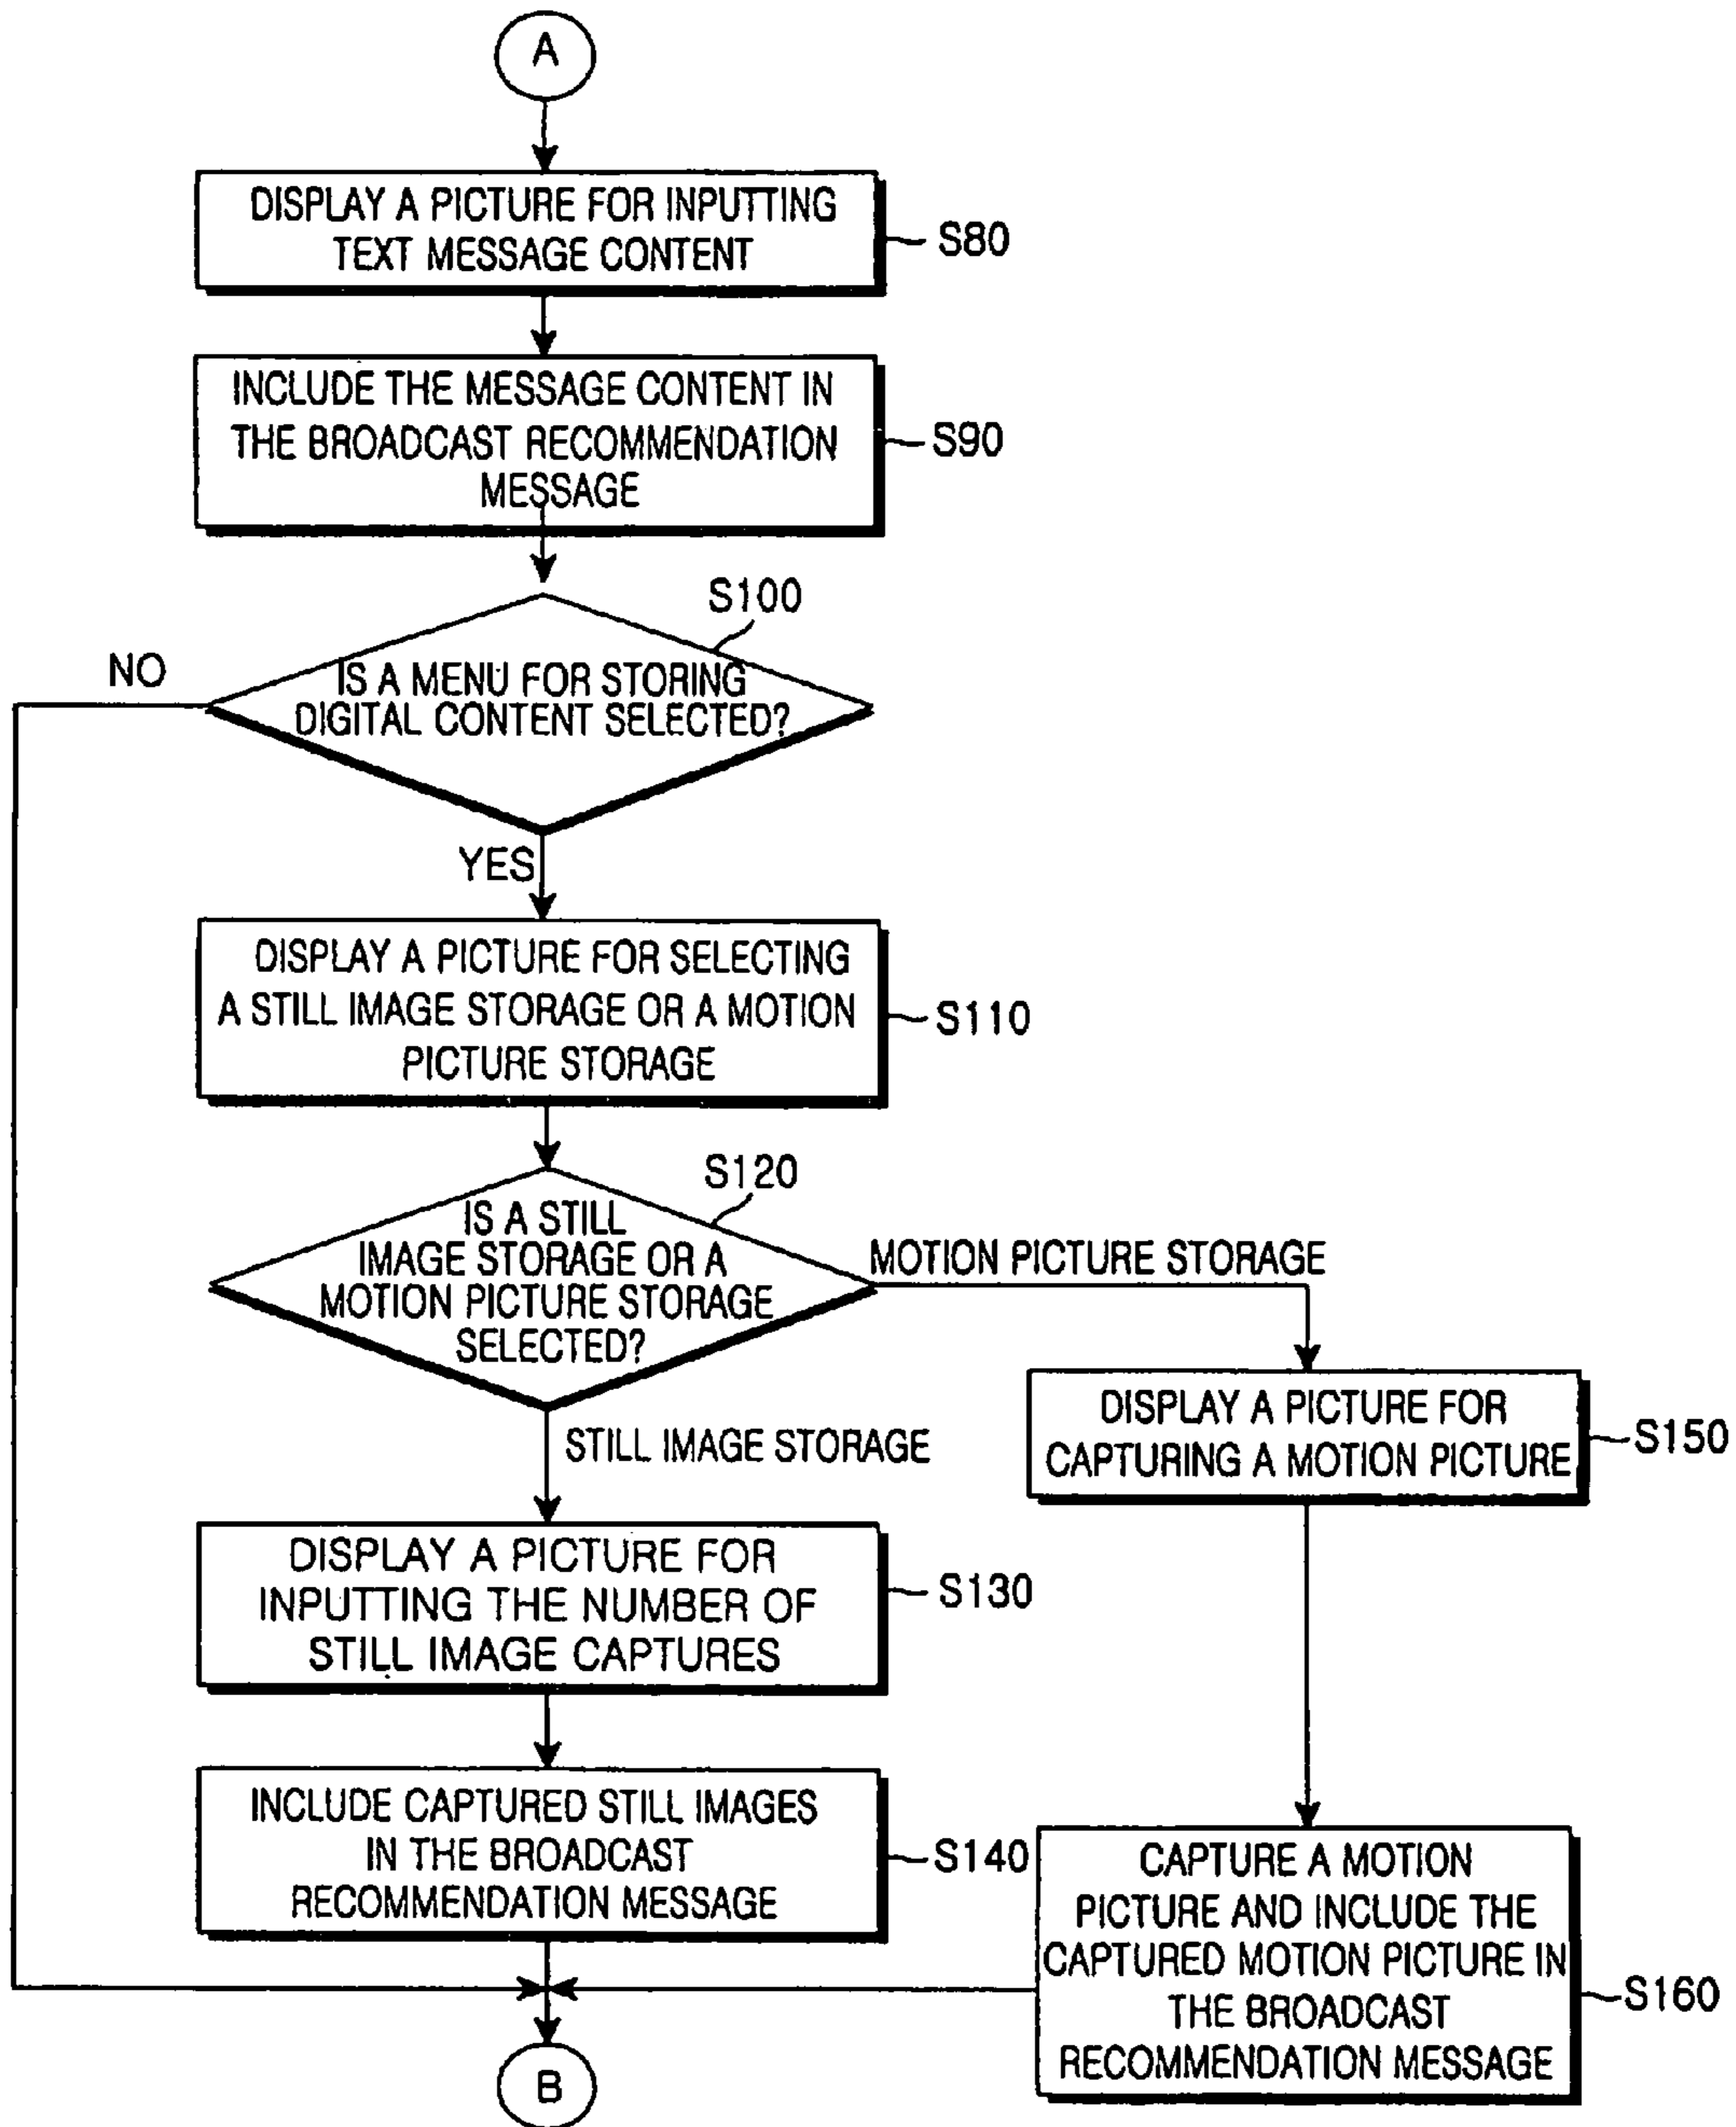 A
DISPLAY A PICTURE FOR INPUTTING
TEXT MESSAGE CONTENT
S80
INCLUDE THE MESSAGE CONTENT IN
THE BROADCAST RECOMMENDATION
MESSAGE
S90
S100
NO
IS A MENU FOR STORING
DIGITAL CONTENT SELECTED?
YES
DISPLAY A PICTURE FOR SELECTING
A STILL IMAGE STORAGE OR A MOTION
PICTURE STORAGE
S110
S120
IS A STILL
IMAGE STORAGE OR A
MOTION PICTURE STORAGE
SELECTED?
MOTION PICTURE STORAGE
STILL IMAGE STORAGE
DISPLAY A PICTURE FOR
CAPTURING A MOTION PICTURE
S150
DISPLAY A PICTURE FOR
INPUTTING THE NUMBER OF
STILL IMAGE CAPTURES
S130
INCLUDE CAPTURED STILL IMAGES
IN THE BROADCAST
RECOMMENDATION MESSAGE
S140
CAPTURE A MOTION
PICTURE AND INCLUDE THE
CAPTURED MOTION PICTURE IN
THE BROADCAST
RECOMMENDATION MESSAGE
S160
B